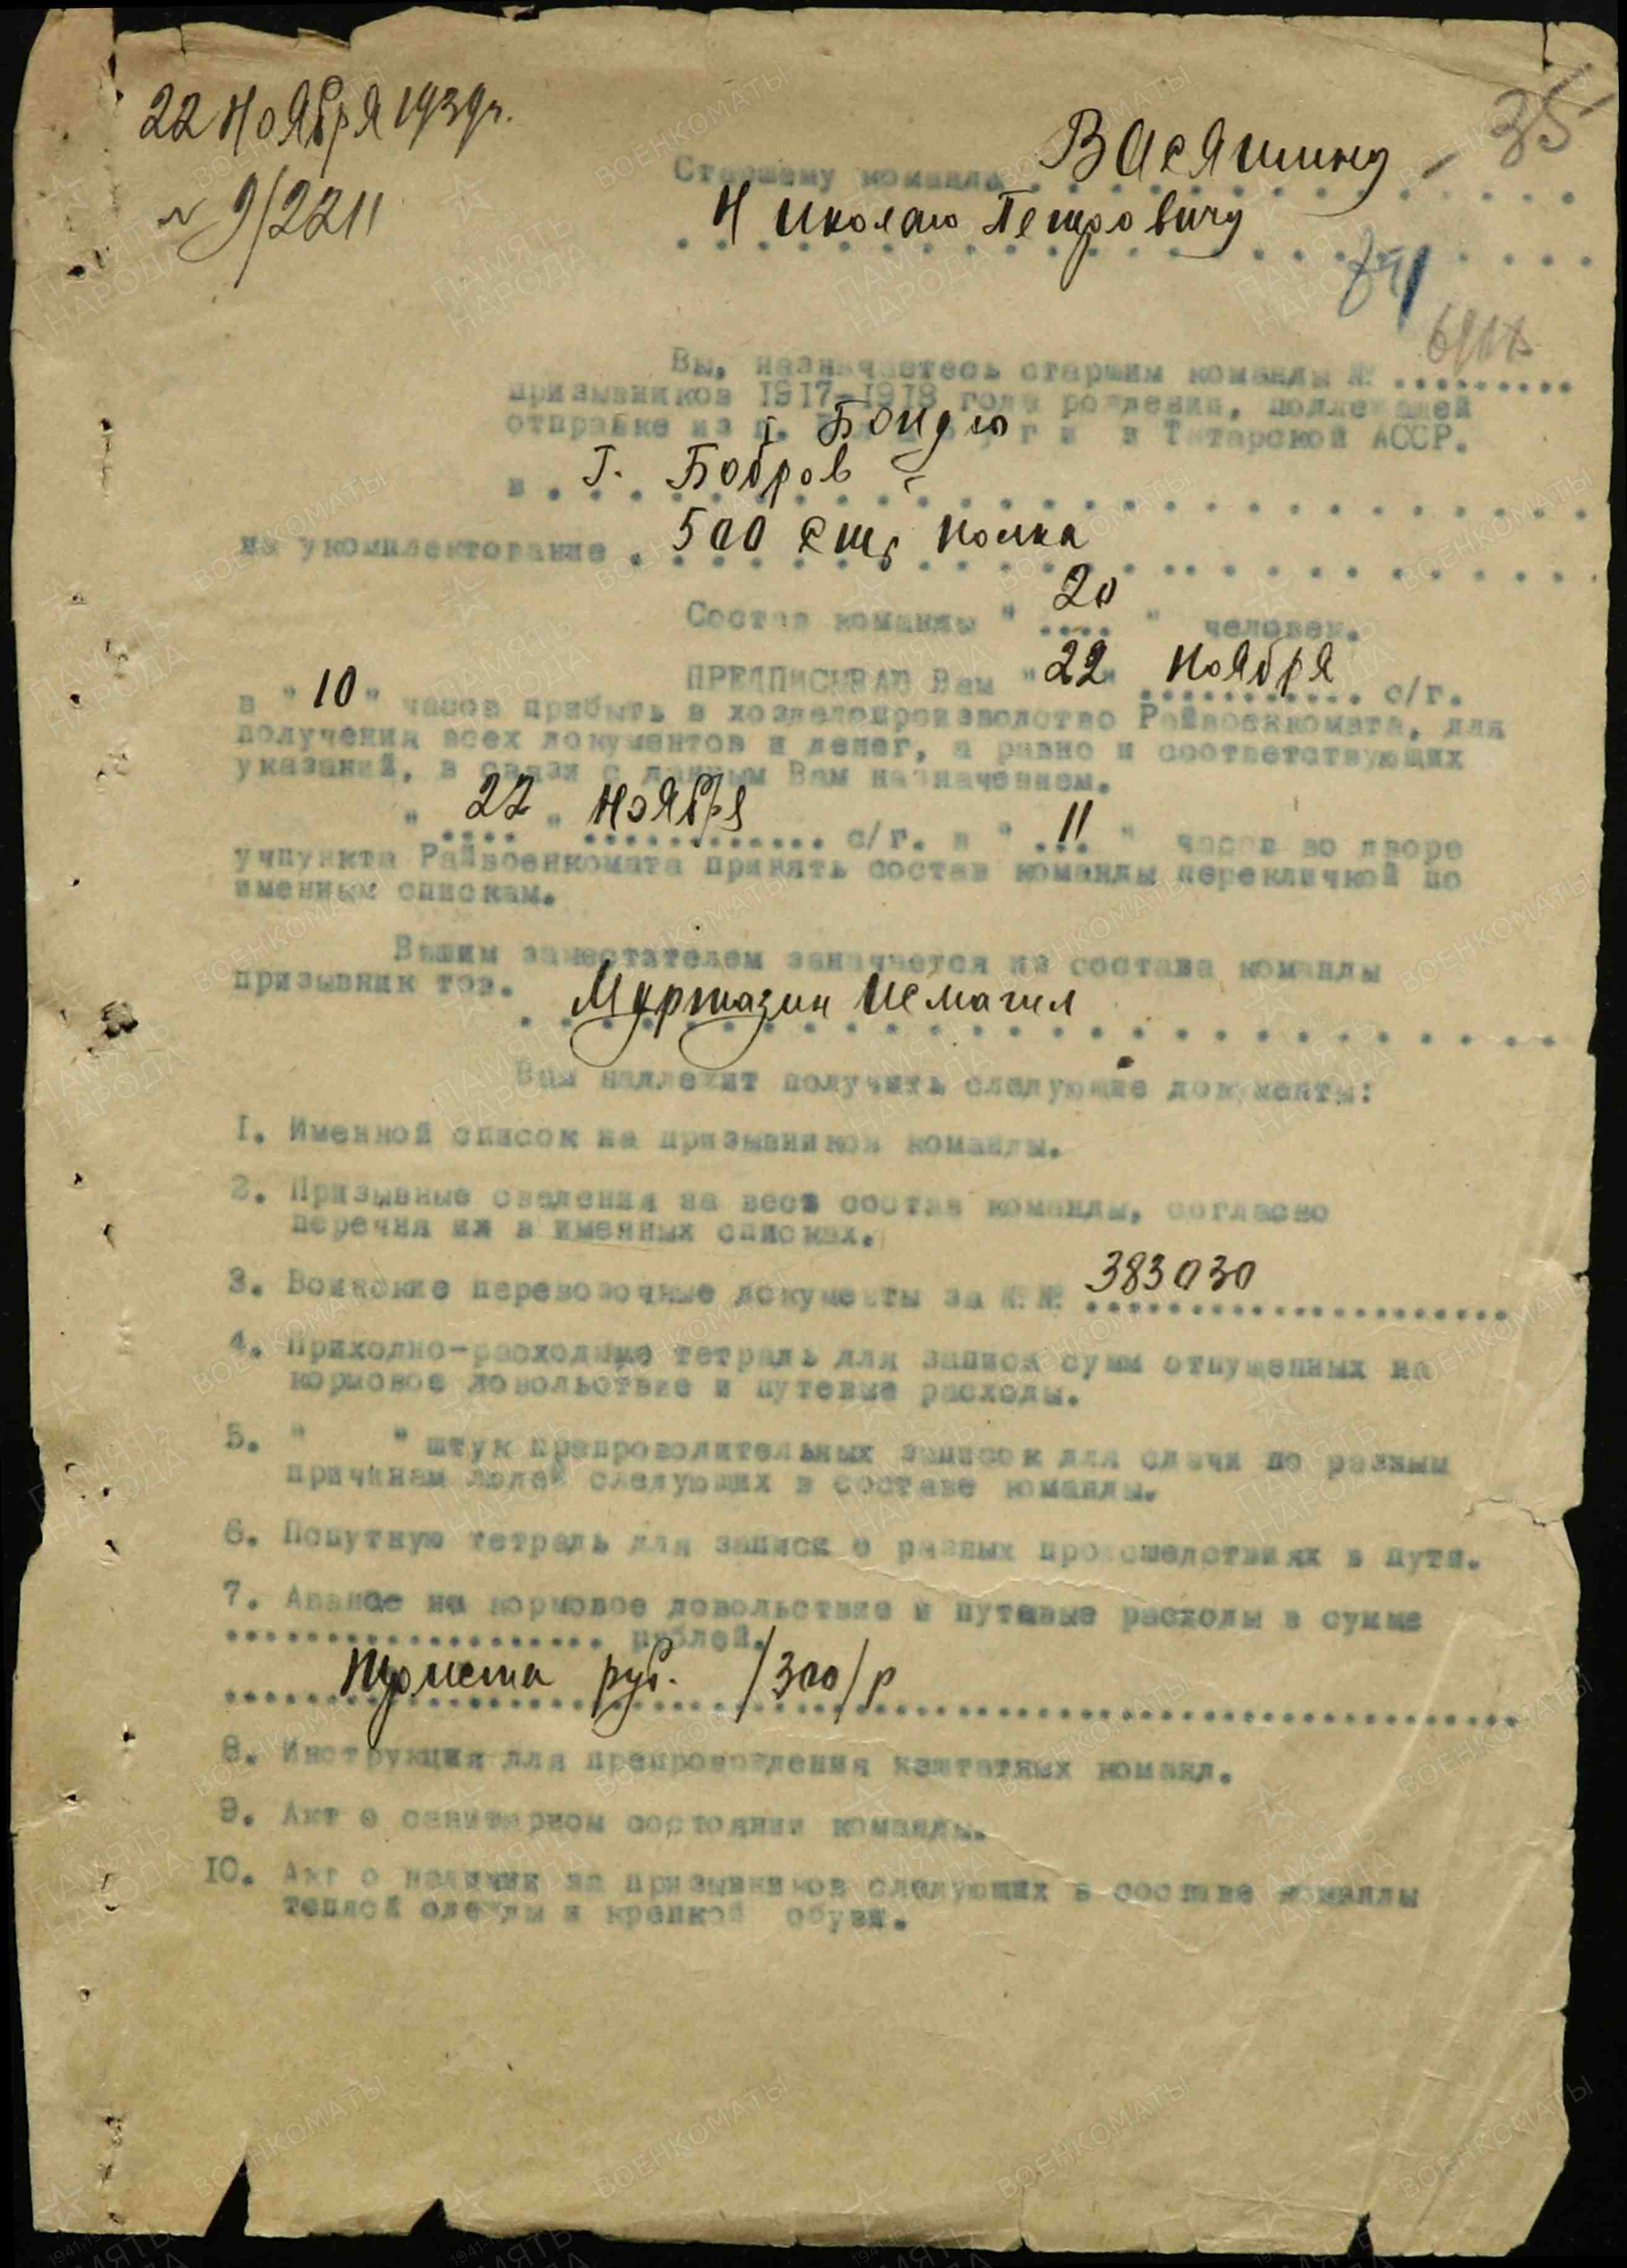 22 Ноября 1939г.
35
Старшему команды Васяшину
№ 9/2211
Николаю Петровичу
Вы, назначаетесь старшим команды №
призывников 1917-1918 года рождения, подлежащей
отправке из г. Бондю г и в Татарской АССР.
в г. Бобров
на укомплектование 500 стр полка
Состав команды " 20 " человек.
ПРЕДПИСЫВАЮ Вам " 22 " Ноября с/г.
в " 10 " часов прибыть в хозделопроизводство Райвоенкомата, для
получения всех документов и денег, а равно и соответствующих
указаний, в связи с данным Вам назначением.
" 22 " Ноября с/г. в " 11 " часов во дворе
учпункта Райвоенкомата принять состав команды перекличкой по
именным спискам.
Вашим заместателем заначается из состава команды
призывник тов. Муртазин Исмагил
Вам надлежит получить следующие документы:
1. Именной список на призывников команды.
2. Призывные сведения на весь состав команды, согласно
перечня их в именных списках.
3. Воинские перевозочные документы за №№ 383030
4. Приходно-расходную тетрадь для записи сумм отпущенных на
кормовое довольствие и путевые расходы.
5. " " штук препроводительных записок для сдачи по разным
причинам людей следующих в составе команды.
6. Попутную тетрадь для записи о разных происшедствиях в пути.
7. Аванс на кормовое довольствие и путевые расходы в сумме
рублей.
триста руб. /300/р
8. Инструкция для препровождения нештатных команд.
9. Акт о санитарном состоянии команды.
10. Акт о наличии на призывников следующих в составе команды
теплой одежды и крепкой обуви.